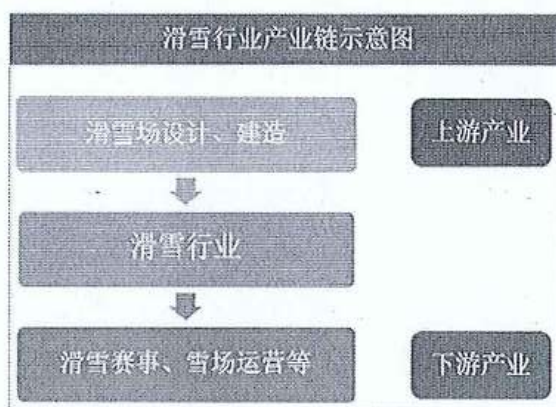 滑雪行业产业链示意图
滑雪场设计、建造
上游产业
滑雪行业
滑雪赛事、雪场运营等
下游产业